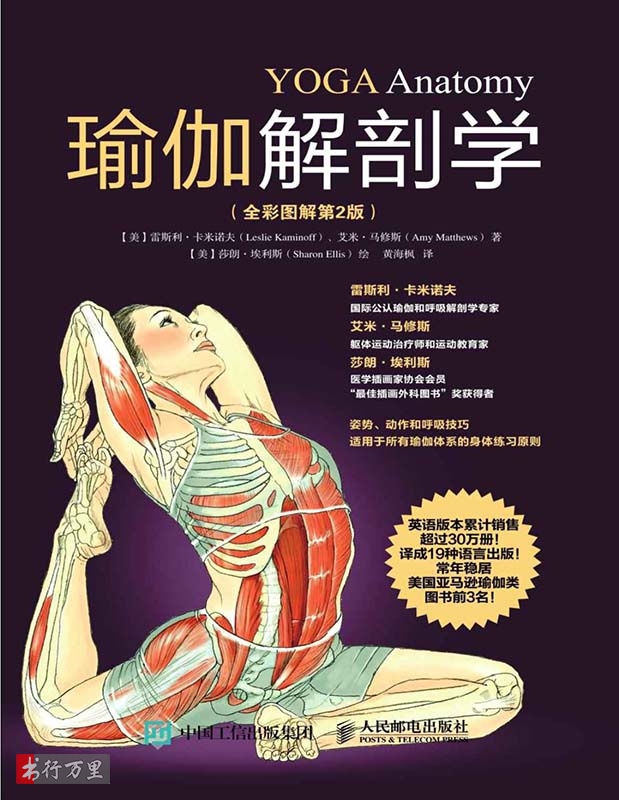 YOGA Anatomy
瑜伽解剖学
(全彩图解第2版)
【美】雷斯利·卡米诺夫(Leslie Kaminoff)、艾米·马修斯(Amy Matthews) 著
【美】莎朗·埃利斯(Sharon Ellis) 绘 黄海枫 译
雷斯利·卡米诺夫
国际公认瑜伽和呼吸解剖学专家
艾米·马修斯
躯体运动治疗师和运动教育家
莎朗·埃利斯
医学插画家协会会员
“最佳插画外科图书”奖获得者
姿势、动作和呼吸技巧
适用于所有瑜伽体系的身体练习原则
英语版本累计销售
超过30万册!
译成19种语言出版!
常年稳居
美国亚马逊瑜伽类
图书前3名!
中国工信出版集团
人民邮电出版社
POSTS & TELECOM PRESS
书行万里